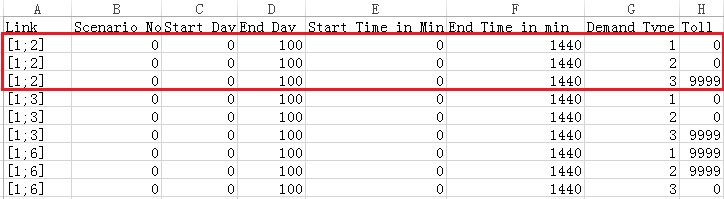 A B C D E F G H
Link Scenario No Start Day End Day Start Time in Min End Time in min Demand Type Toll
[1;2] 0 0 100 0 1440 1 0
[1;2] 0 0 100 0 1440 2 0
[1;2] 0 0 100 0 1440 3 9999
[1;3] 0 0 100 0 1440 1 0
[1;3] 0 0 100 0 1440 2 0
[1;3] 0 0 100 0 1440 3 9999
[1;6] 0 0 100 0 1440 1 9999
[1;6] 0 0 100 0 1440 2 9999
[1;6] 0 0 100 0 1440 3 0